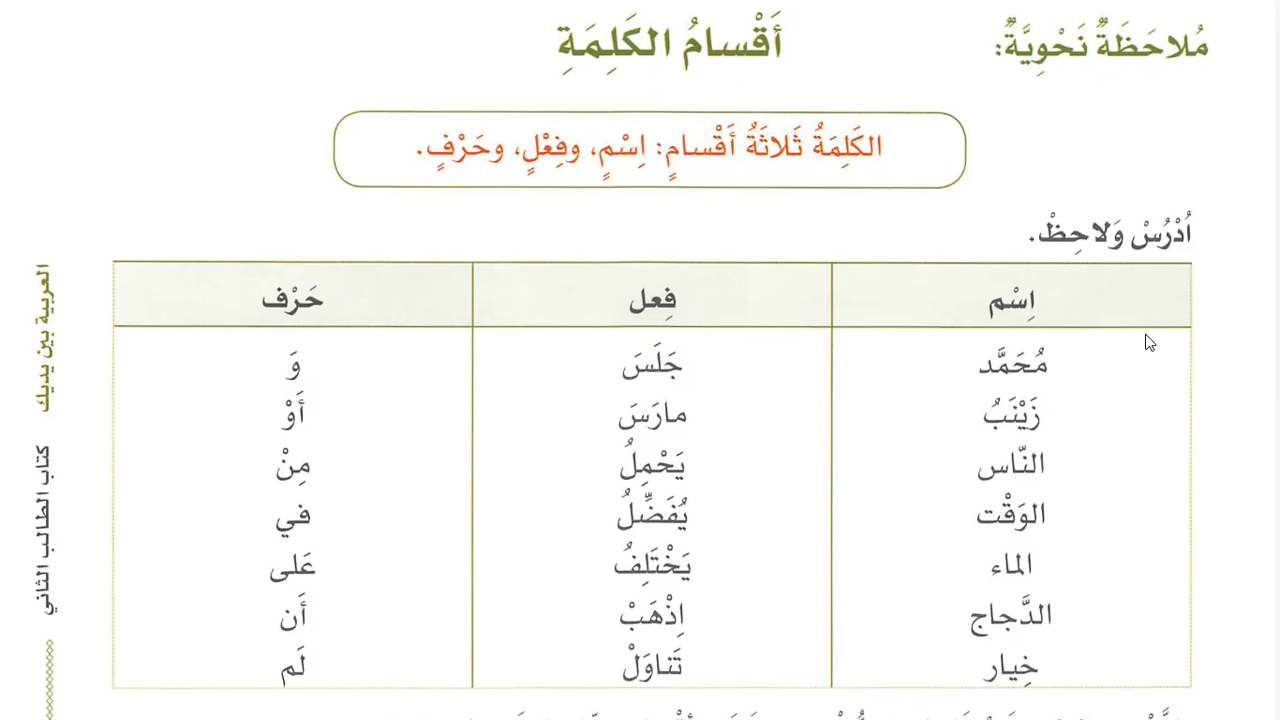 مُلاحَظَةٌ نَحْوِيَّةٌ: أَقْسامُ الكَلِمَةِ
الكَلِمَةُ ثَلاثَةُ أَقْسامٍ: اِسْمٍ، وفِعْلٍ، وحَرْفٍ.
اُدْرُسْ وَلاحِظْ.
اِسْم فِعل حَرْف
مُحَمَّد جَلَسَ وَ
زَيْنَبُ مارَسَ أَوْ
النّاس يَحْمِلُ مِنْ
الوَقْت يُفَضِّلُ في
الماء يَخْتَلِفُ عَلى
الدَّجاج اِذْهَبْ أَن
خِيار تَناوَلْ لَم
العربية بين يديك كتاب الطالب الثاني